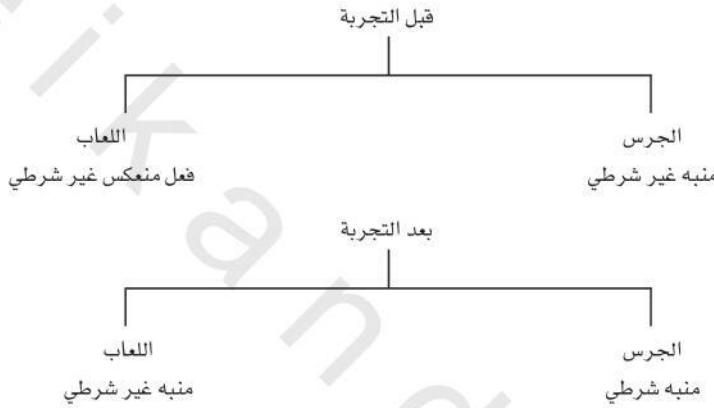 قبل التجربة
الجرس
اللعاب
منبه غير شرطي
فعل منعكس غير شرطي
بعد التجربة
الجرس
اللعاب
منبه شرطي
منبه غير شرطي